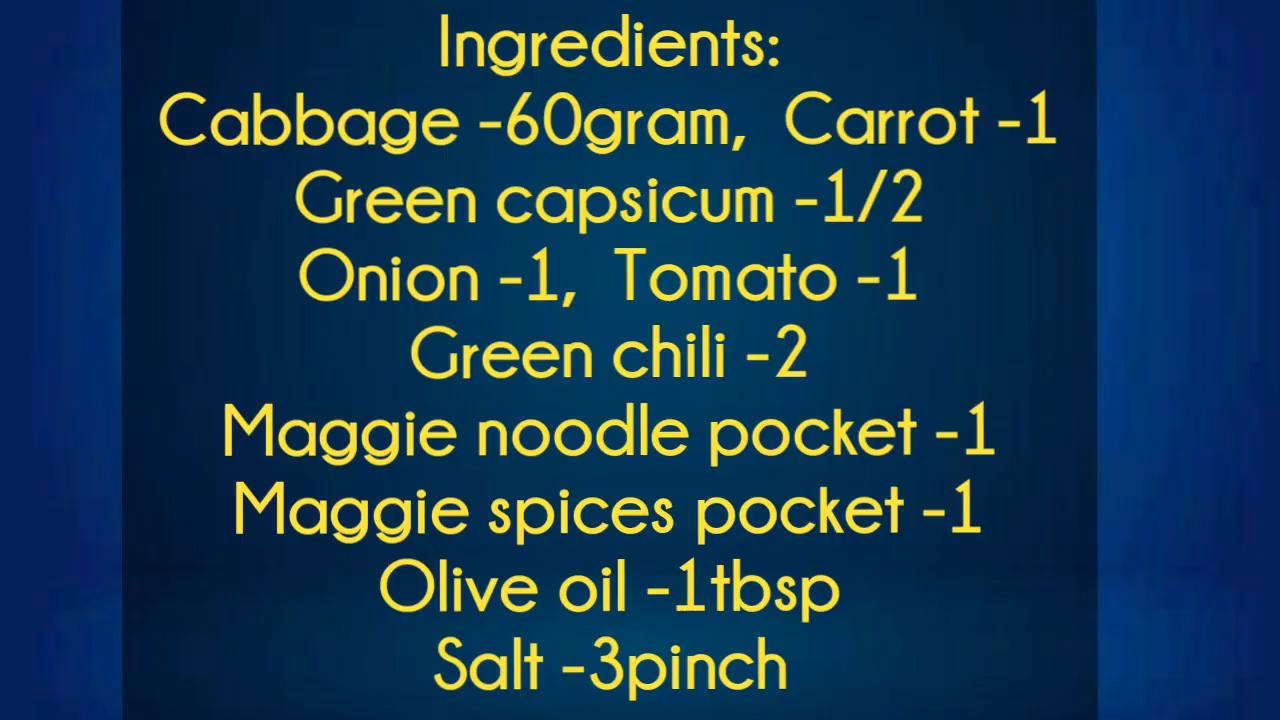 Ingredients:
Cabbage -60gram, Carrot -1
Green capsicum -1/2
Onion -1, Tomato -1
Green chili -2
Maggie noodle pocket -1
Maggie spices pocket -1
Olive oil -1tbsp
Salt -3pinch